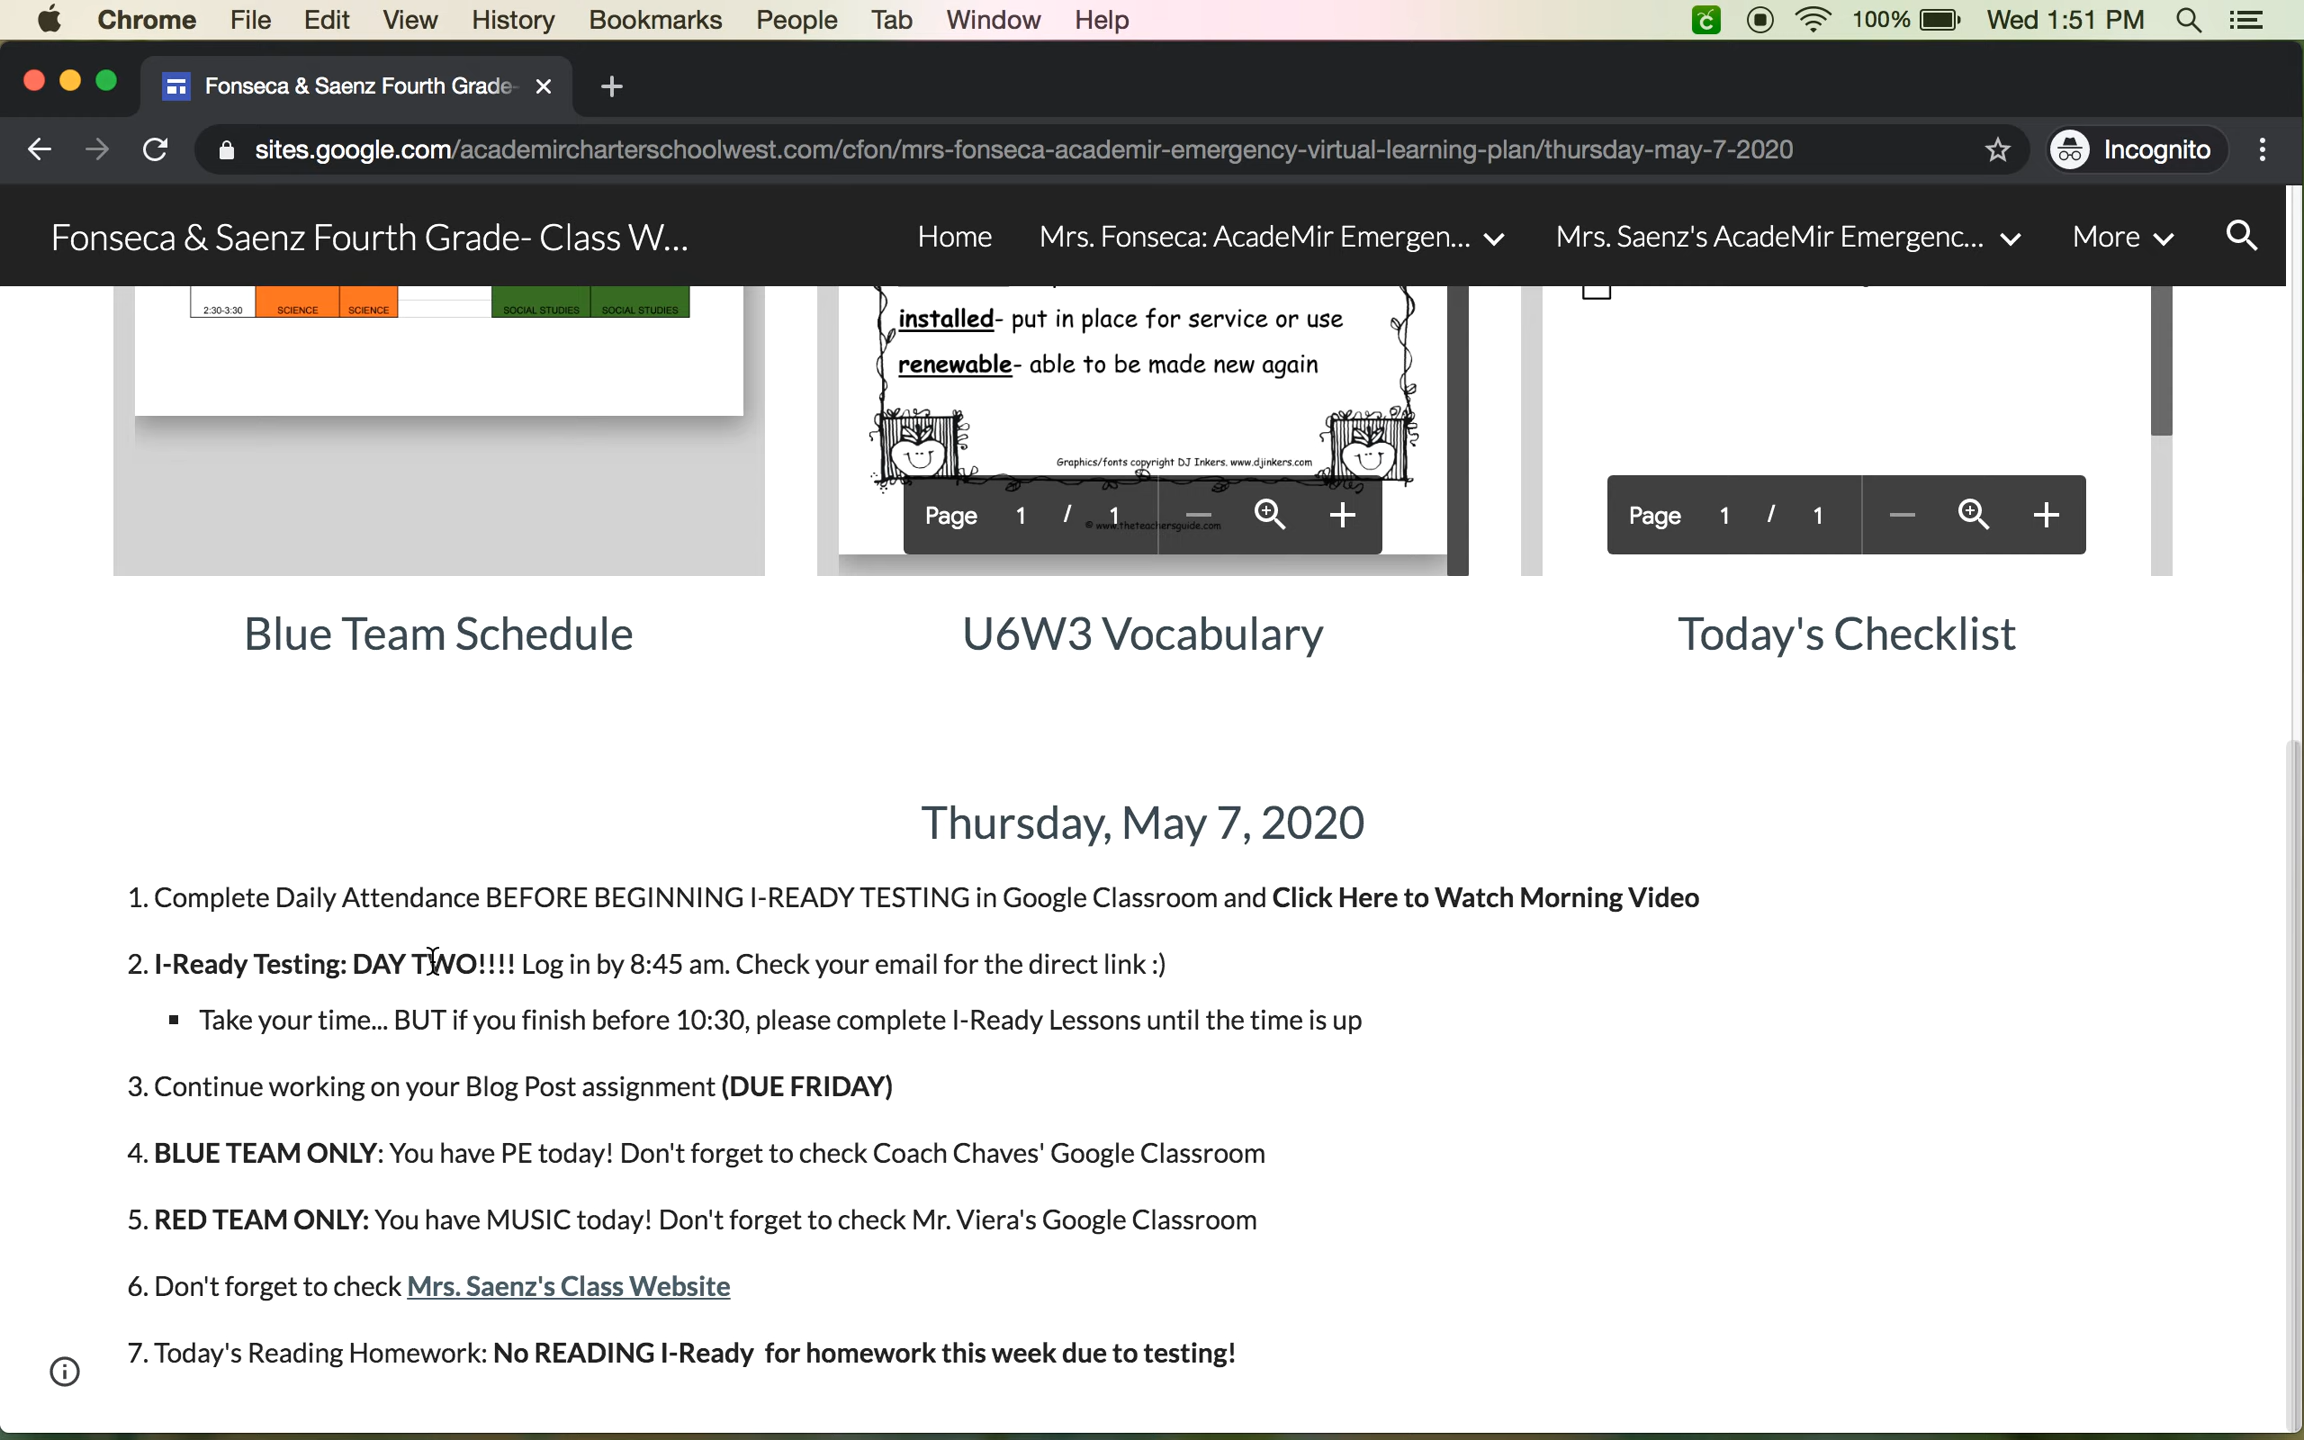 Chrome File Edit View History Bookmarks People Tab Window Help 100% Wed 1:51 PM
Fonseca & Saenz Fourth Grade-
sites.google.com/academircharterschoolwest.com/cfon/mrs-fonseca-academir-emergency-virtual-learning-plan/thursday-may-7-2020 Incognito
Fonseca & Saenz Fourth Grade- Class W... Home Mrs. Fonseca: AcadeMir Emergen... Mrs. Saenz's AcadeMir Emergenc... More
2:30-3:30 SCIENCE SCIENCE SOCIAL STUDIES SOCIAL STUDIES
installed- put in place for service or use
renewable- able to be made new again
Graphics/fonts copyright DJ Inkers. www.djinkers.com
Page 1 / 1
© www.theteachersguide.com
Page 1 / 1
Blue Team Schedule
U6W3 Vocabulary
Today's Checklist
Thursday, May 7, 2020
1. Complete Daily Attendance BEFORE BEGINNING I-READY TESTING in Google Classroom and Click Here to Watch Morning Video
2. I-Ready Testing: DAY TWO!!!! Log in by 8:45 am. Check your email for the direct link :)
▪ Take your time... BUT if you finish before 10:30, please complete I-Ready Lessons until the time is up
3. Continue working on your Blog Post assignment (DUE FRIDAY)
4. BLUE TEAM ONLY: You have PE today! Don't forget to check Coach Chaves' Google Classroom
5. RED TEAM ONLY: You have MUSIC today! Don't forget to check Mr. Viera's Google Classroom
6. Don't forget to check Mrs. Saenz's Class Website
7. Today's Reading Homework: No READING I-Ready for homework this week due to testing!